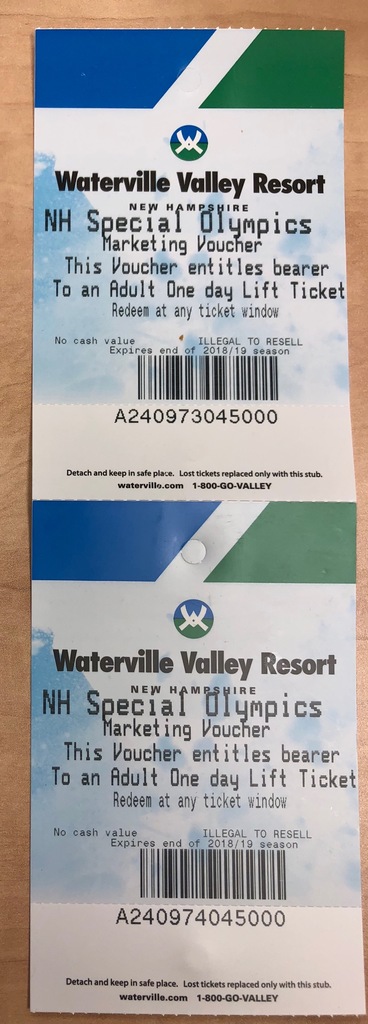 Waterville Valley Resort
NEW HAMPSHIRE
NH Special Olympics
Marketing Voucher
This Voucher entitles bearer
To an Adult One day Lift Ticket
Redeem at any ticket window
No cash value ILLEGAL TO RESELL
Expires end of 2018/19 season
A240973045000
Detach and keep in safe place. Lost tickets replaced only with this stub.
waterville.com 1-800-GO-VALLEY
Waterville Valley Resort
NEW HAMPSHIRE
NH Special Olympics
Marketing Voucher
This Voucher entitles bearer
To an Adult One day Lift Ticket
Redeem at any ticket window
No cash value ILLEGAL TO RESELL
Expires end of 2018/19 season
A240974045000
Detach and keep in safe place. Lost tickets replaced only with this stub.
waterville.com 1-800-GO-VALLEY